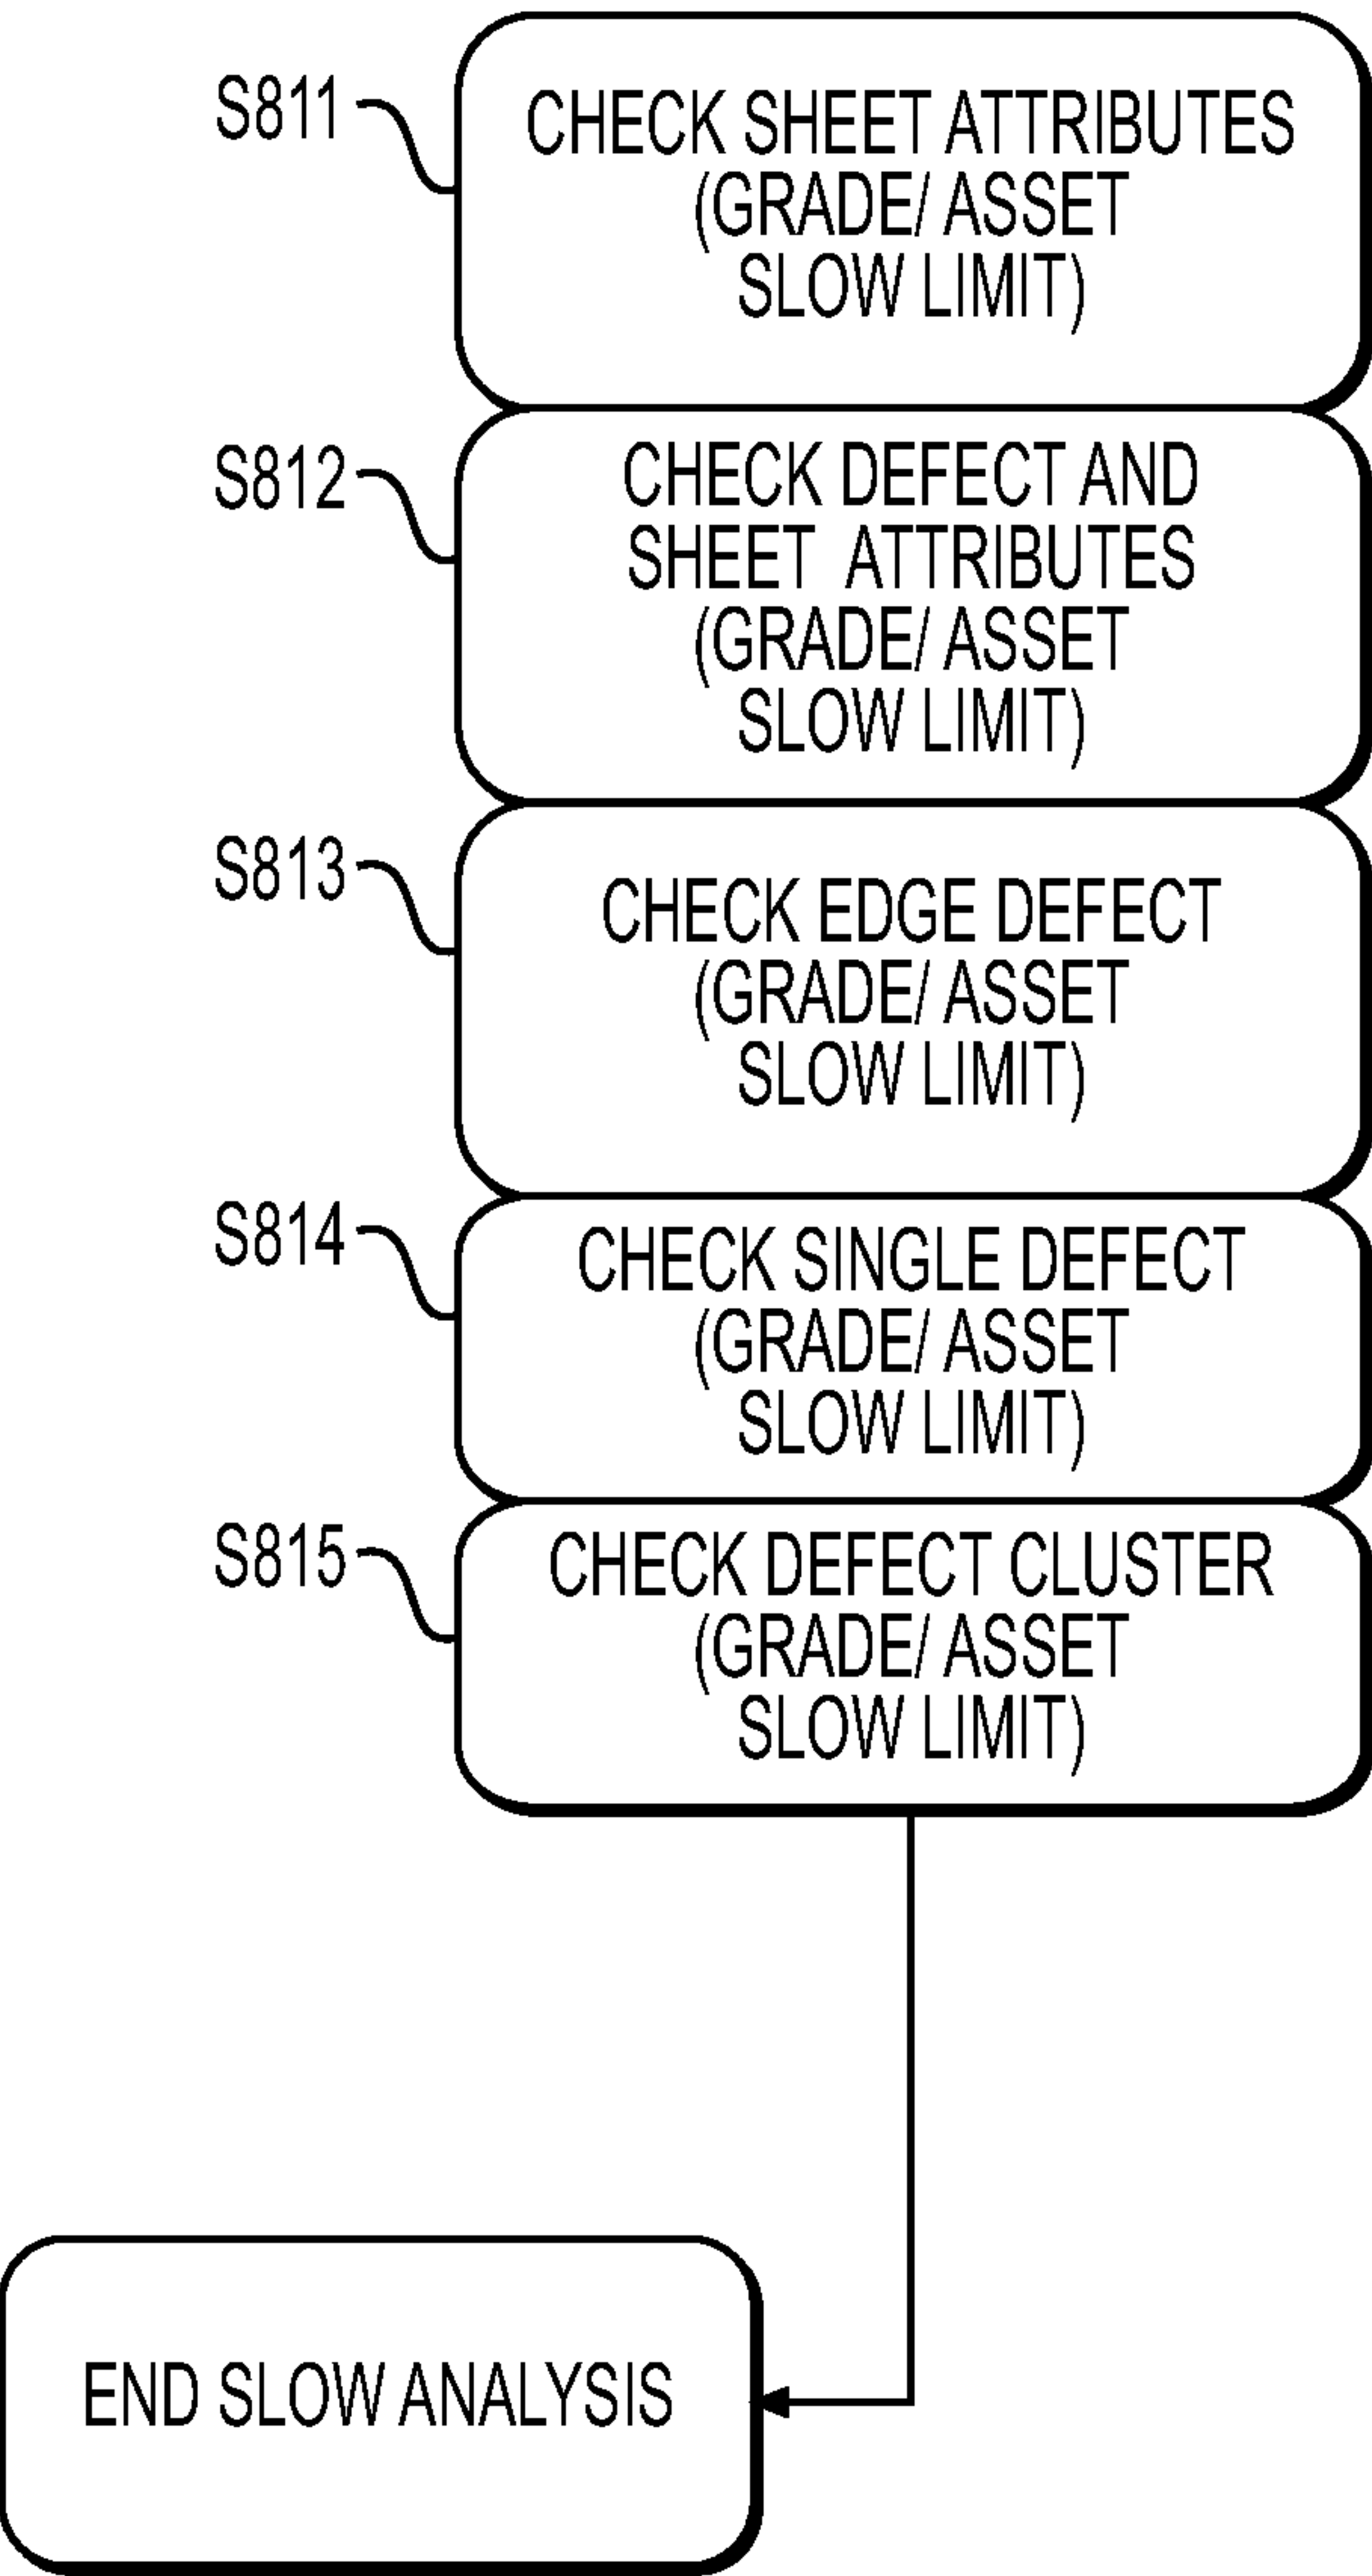 S811
CHECK SHEET ATTRIBUTES
(GRADE/ ASSET
SLOW LIMIT)
S812
CHECK DEFECT AND
SHEET ATTRIBUTES
(GRADE/ ASSET
SLOW LIMIT)
S813
CHECK EDGE DEFECT
(GRADE/ ASSET
SLOW LIMIT)
S814
CHECK SINGLE DEFECT
(GRADE/ ASSET
SLOW LIMIT)
S815
CHECK DEFECT CLUSTER
(GRADE/ ASSET
SLOW LIMIT)
END SLOW ANALYSIS